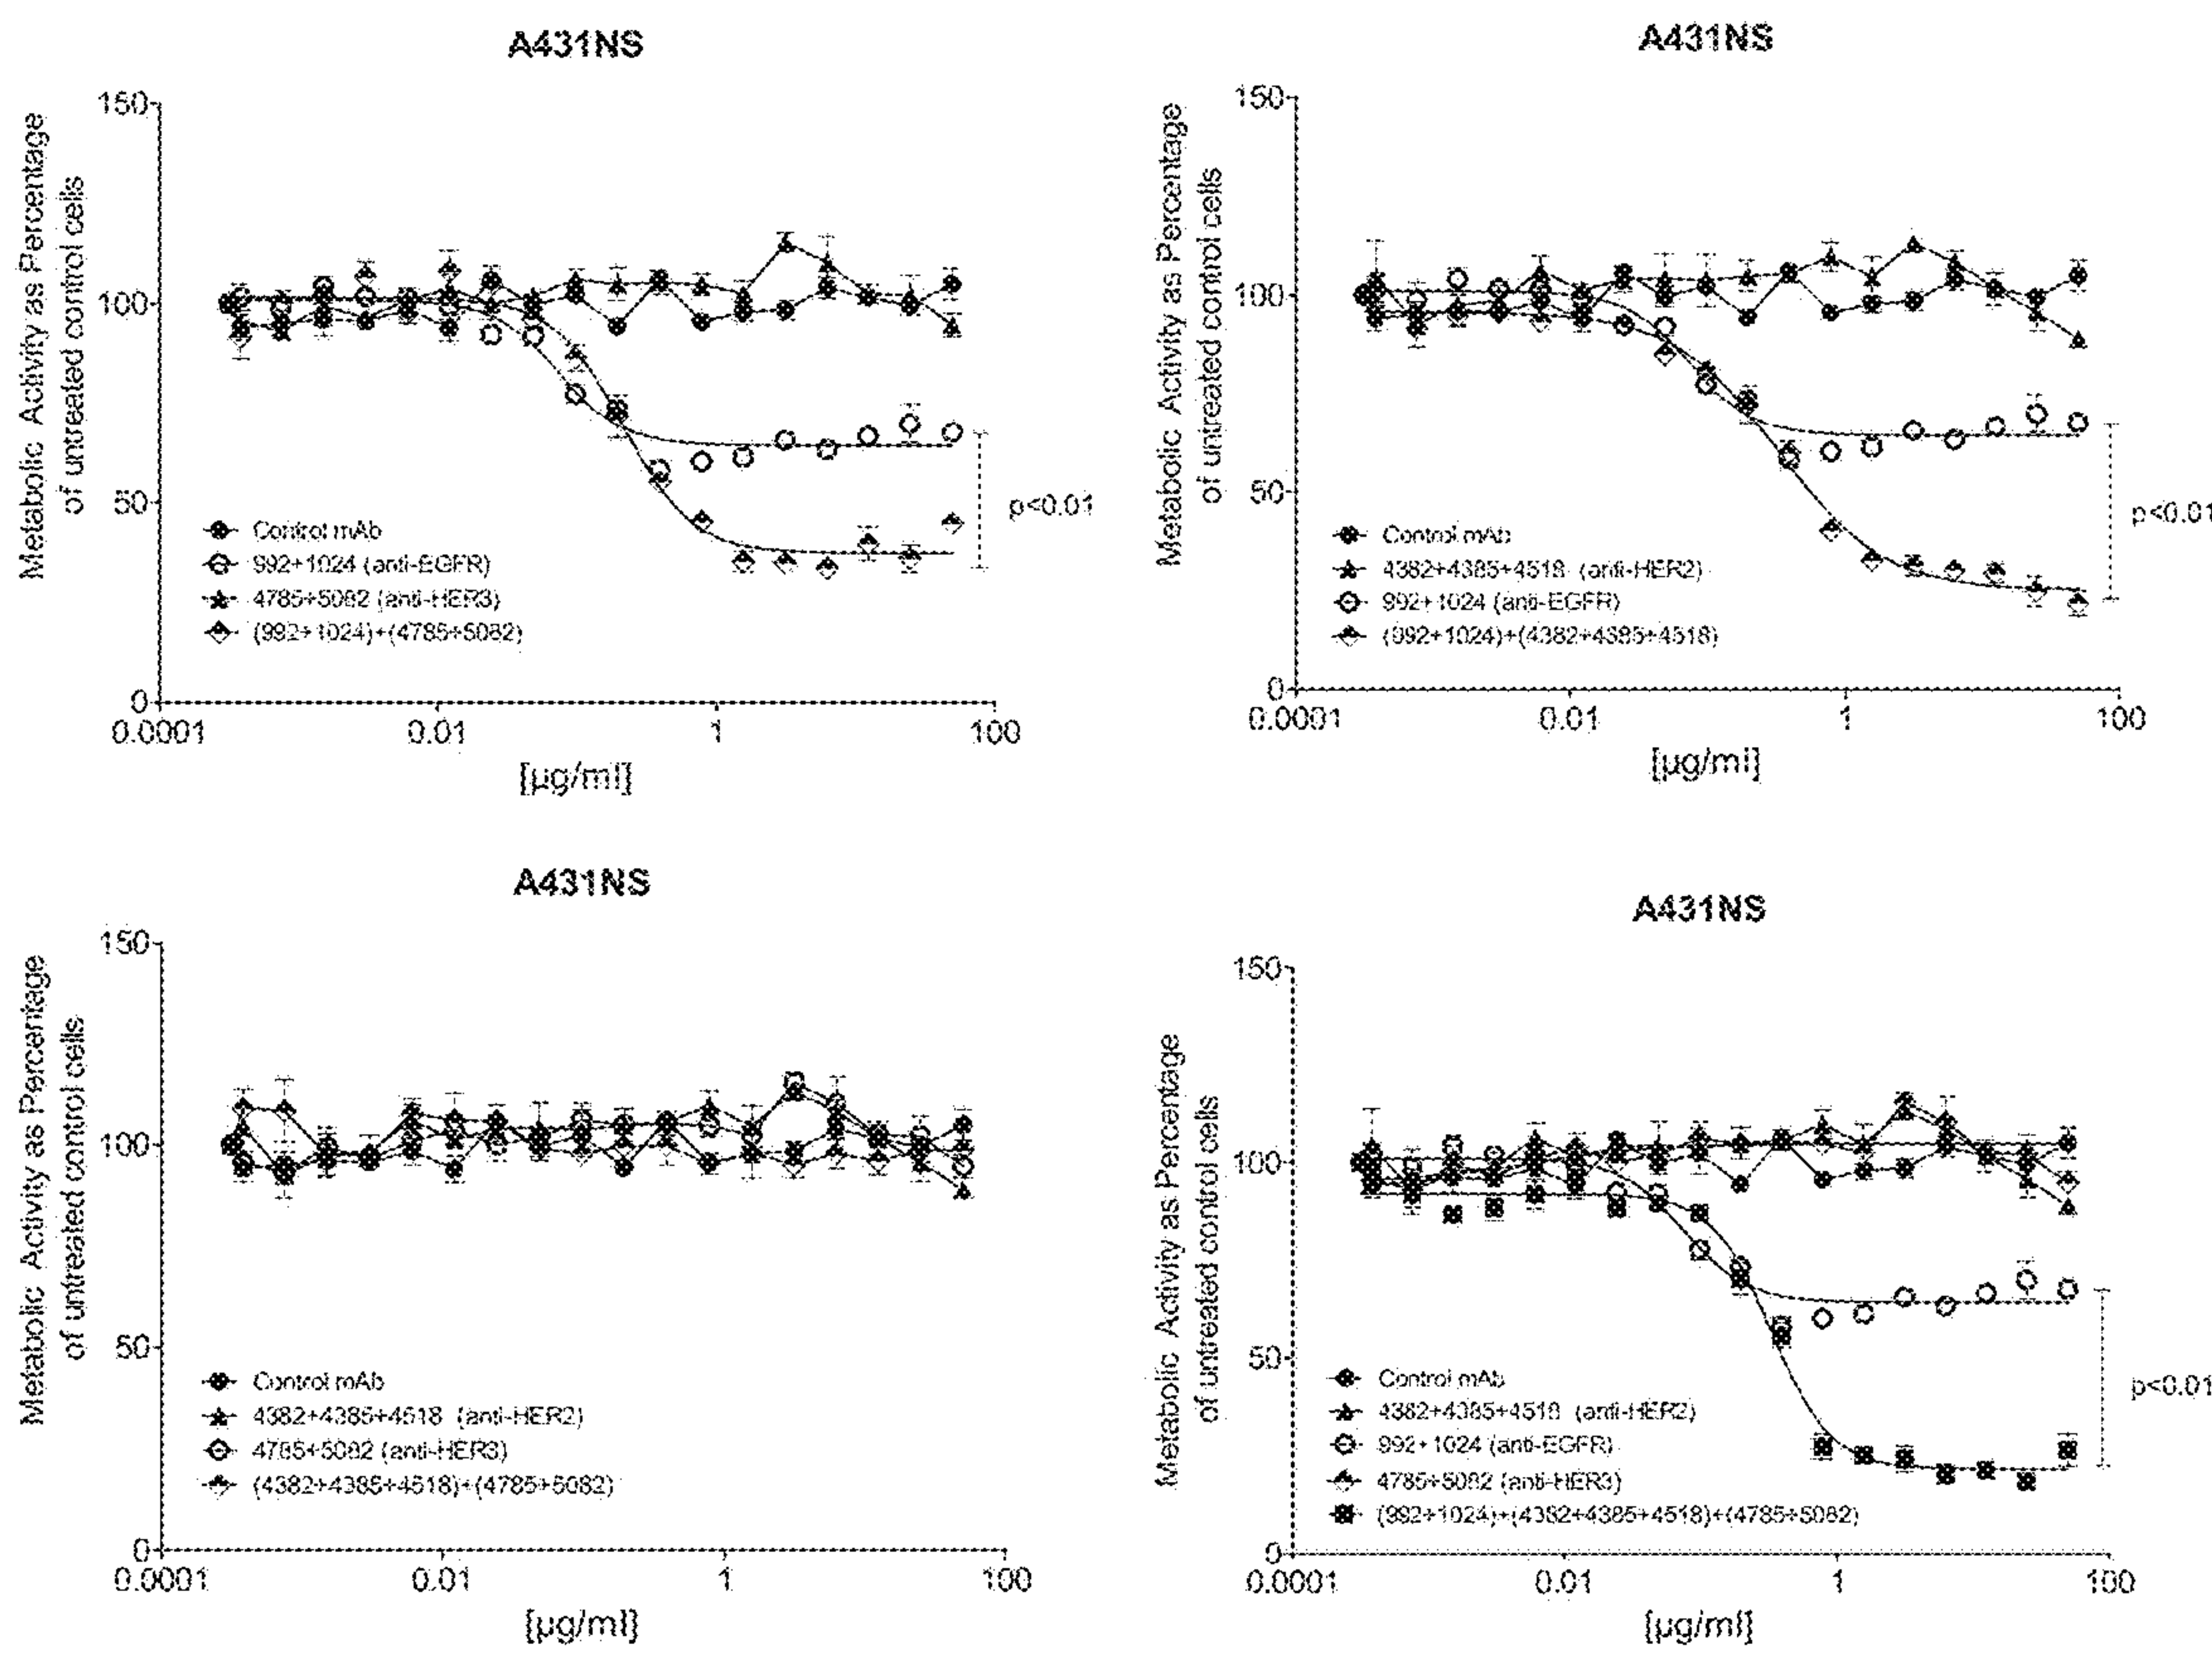 A431NS
Metabolic Activity as Percentage
of untreated control cells
150
100
50
0
0.0001
0.01
1
100
[µg/ml]
Control mAb
992+1024 (anti-EGFR)
4785+5082 (anti-HER3)
(992+1024)+(4785+5082)
p<0.01
A431NS
Metabolic Activity as Percentage
of untreated control cells
150
100
50
0
0.0001
0.01
1
100
[µg/ml]
Control mAb
4382+4385+4518 (anti-HER2)
992+1024 (anti-EGFR)
(992+1024)+(4382+4385+4518)
p<0.01
A431NS
Metabolic Activity as Percentage
of untreated control cells
150
100
50
0
0.0001
0.01
1
100
[µg/ml]
Control mAb
4382+4385+4518 (anti-HER2)
4785+5082 (anti-HER3)
(4382+4385+4518)+(4785+5082)
A431NS
Metabolic Activity as Percentage
of untreated control cells
150
100
50
0
0.0001
0.01
1
100
[µg/ml]
Control mAb
4382+4385+4518 (anti-HER2)
992+1024 (anti-EGFR)
4785+5082 (anti-HER3)
(992+1024)+(4382+4385+4518)+(4785+5082)
p<0.01